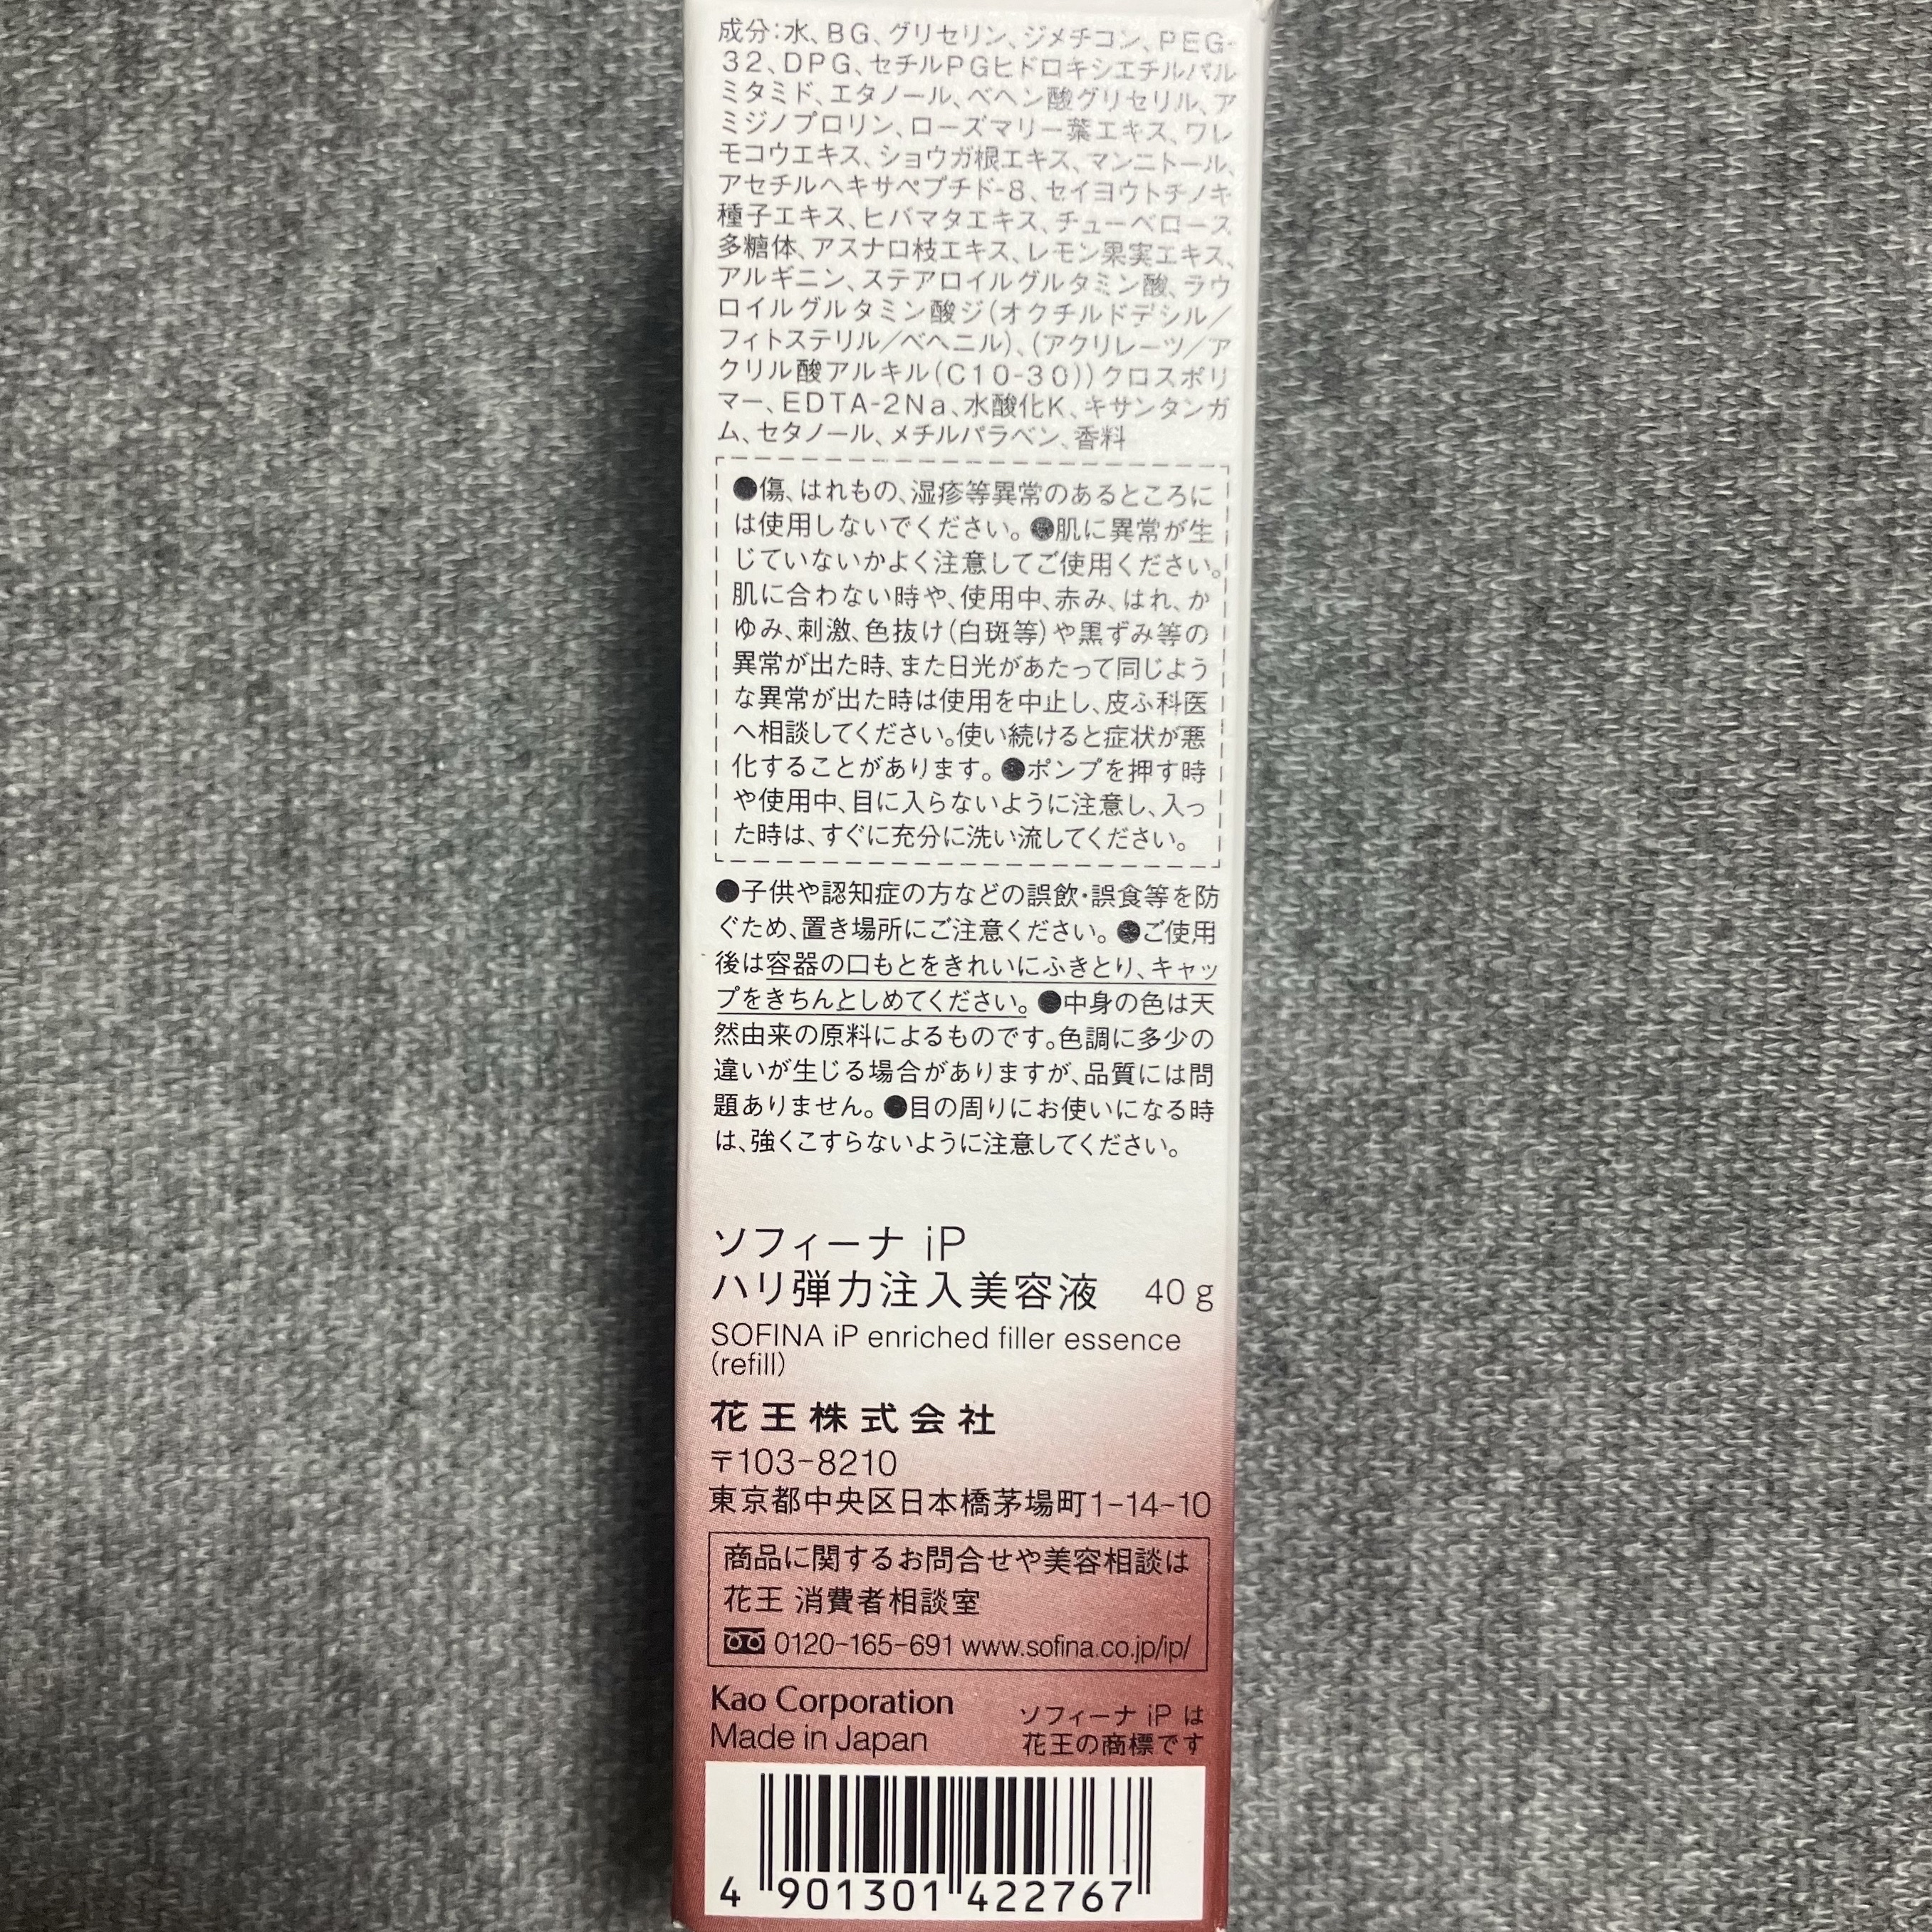 成分:水、BG、グリセリン、ジメチコン、PEG-
32、DPG、セチルPGヒドロキシエチルパル
ミタミド、エタノール、ベヘン酸グリセリル、ア
ミジノプロリン、ローズマリー葉エキス、ワレ
モコウエキス、ショウガ根エキス、マンニトール、
アセチルヘキサペプチド-8、セイヨウトチノキ
種子エキス、ヒバマタエキス、チューベロース
多糖体、アスナロ枝エキス、レモン果実エキス、
アルギニン、ステアロイルグルタミン酸、ラウ
ロイルグルタミン酸ジ(オクチルドデシル/
フィトステリル/ベヘニル)、(アクリレーツ/ア
クリル酸アルキル(C10-30))クロスポリ
マー、EDTA-2Na、水酸化K、キサンタンガ
ム、セタノール、メチルパラベン、香料
●傷、はれもの、湿疹等異常のあるところに
は使用しないでください。●肌に異常が生
じていないかよく注意してご使用ください。
肌に合わない時や、使用中、赤み、はれ、か
ゆみ、刺激、色抜け(白斑等)や黒ずみ等の
異常が出た時、また日光があたって同じよう
な異常が出た時は使用を中止し、皮ふ科医
へ相談してください。使い続けると症状が悪
化することがあります。●ポンプを押す時
や使用中、目に入らないように注意し、入っ
た時は、すぐに充分に洗い流してください。
●子供や認知症の方などの誤飲・誤食等を防
ぐため、置き場所にご注意ください。●ご使用
後は容器の口もとをきれいにふきとり、キャッ
プをきちんとしめてください。●中身の色は天
然由来の原料によるものです。色調に多少の
違いが生じる場合がありますが、品質には問
題ありません。●目の周りにお使いになる時
は、強くこすらないように注意してください。
ソフィーナ iP
ハリ弾力注入美容液 40 g
SOFINA iP enriched filler essence
(refill)
花王株式会社
〒103-8210
東京都中央区日本橋茅場町1-14-10
商品に関するお問合せや美容相談は
花王 消費者相談室
0120-165-691 www.sofina.co.jp/ip/
Kao Corporation
Made in Japan
ソフィーナ iP は
花王の商標です
4 901301 422767